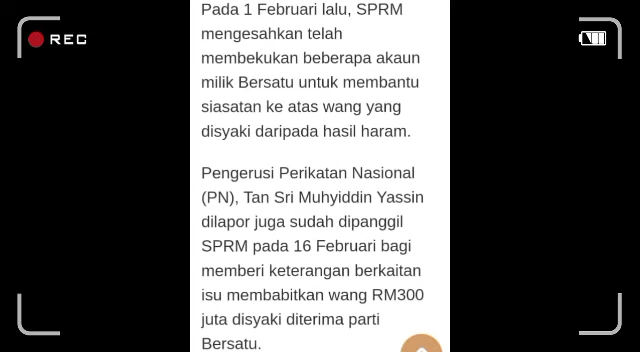 REC
Pada 1 Februari lalu, SPRM
mengesahkan telah
membekukan beberapa akaun
milik Bersatu untuk membantu
siasatan ke atas wang yang
disyaki daripada hasil haram.
Pengerusi Perikatan Nasional
(PN), Tan Sri Muhyiddin Yassin
dilapor juga sudah dipanggil
SPRM pada 16 Februari bagi
memberi keterangan berkaitan
isu membabitkan wang RM300
juta disyaki diterima parti
Bersatu.